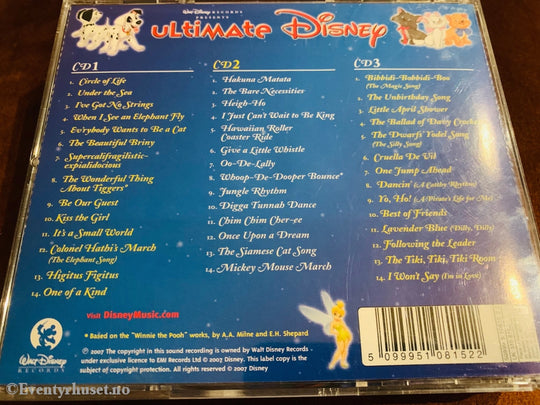 WALT DISNEY RECORDS
PRESENTS
ULTIMATE DISNEY
CD1
1. Circle of Life
2. Under the Sea
3. I've Got No Strings
4. When I See an Elephant Fly
5. Everybody Wants to Be a Cat
6. The Beautiful Briny
7. Supercalifragilistic-
expialidocious
8. The Wonderful Thing
About Tiggers*
9. Be Our Guest
10. Kiss the Girl
11. It's a Small World
12. Colonel Hathi's March
(The Elephant Song)
13. Higitus Figitus
14. One of a Kind
CD2
1. Hakuna Matata
2. The Bare Necessities
3. Heigh-Ho
4. I Just Can't Wait to Be King
5. Hawaiian Roller
Coaster Ride
6. Give a Little Whistle
7. Oo-De-Lally
8. Whoop-De-Dooper Bounce*
9. Jungle Rhythm
10. Digga Tunnah Dance
11. Chim Chim Cher-ee
12. Once Upon a Dream
13. The Siamese Cat Song
14. Mickey Mouse March
CD3
1. Bibbidi-Bobbidi-Boo
(The Magic Song)
2. The Unbirthday Song
3. Little April Shower
4. The Ballad of Davy Crockett
5. The Dwarfs' Yodel Song
(The Silly Song)
6. Cruella De Vil
7. One Jump Ahead
8. Dancin' (A Catchy Rhythm)
9. Yo, Ho! (A Pirate's Life for Me)
10. Best of Friends
11. Lavender Blue (Dilly, Dilly)
12. Following the Leader
13. The Tiki, Tiki, Tiki Room
14. I Won't Say (I'm in Love)
VISIT DisneyMusic.com
* Based on the "Winnie the Pooh" works, by A.A. Milne and E.H. Shepard
WALT DISNEY
RECORDS
℗ 2007 The copyright in this sound recording is owned by Walt Disney Records
under exclusive licence to EMI Records Ltd © 2007 Disney. This label copy is the
subject of copyright protection. All rights reserved. © 2007 Disney
5 099951 081522
© Eventyrhuset.no